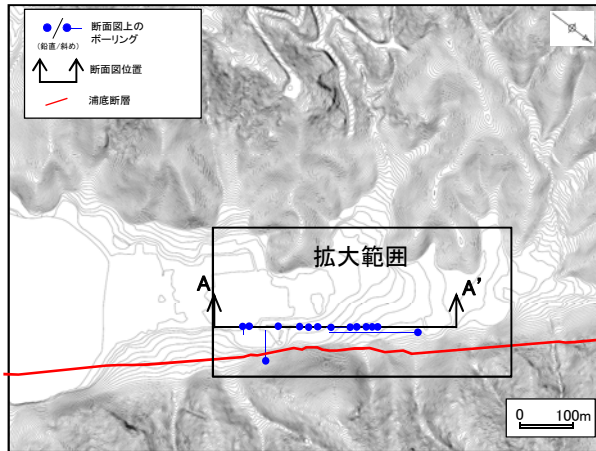 断面図上の
ボーリング
(鉛直/斜め)
断面図位置
浦底断層
拡大範囲
A
A’
0 100m